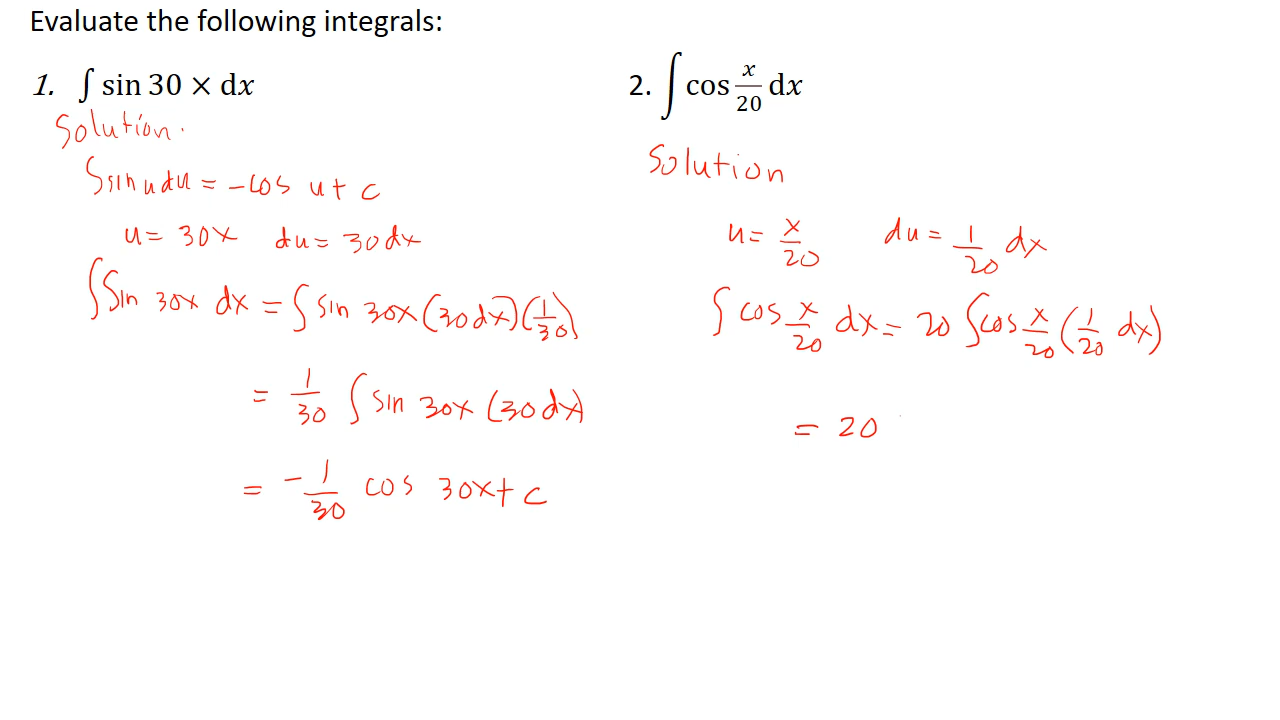 Evaluate the following integrals:
1. ∫ sin 30 × dx
Solution.
∫ sin u du = -cos u + c
u = 30x   du = 30dx
∫ Sin 30x dx = ∫ sin 30x (30dx)(1/30)
= 1/30 ∫ sin 30x (30dx)
= -1/30 cos 30x + c
2. ∫ cos x/20 dx
Solution
u = x/20   du = 1/20 dx
∫ cos x/20 dx = 20 ∫ cos x/20 (1/20 dx)
= 20